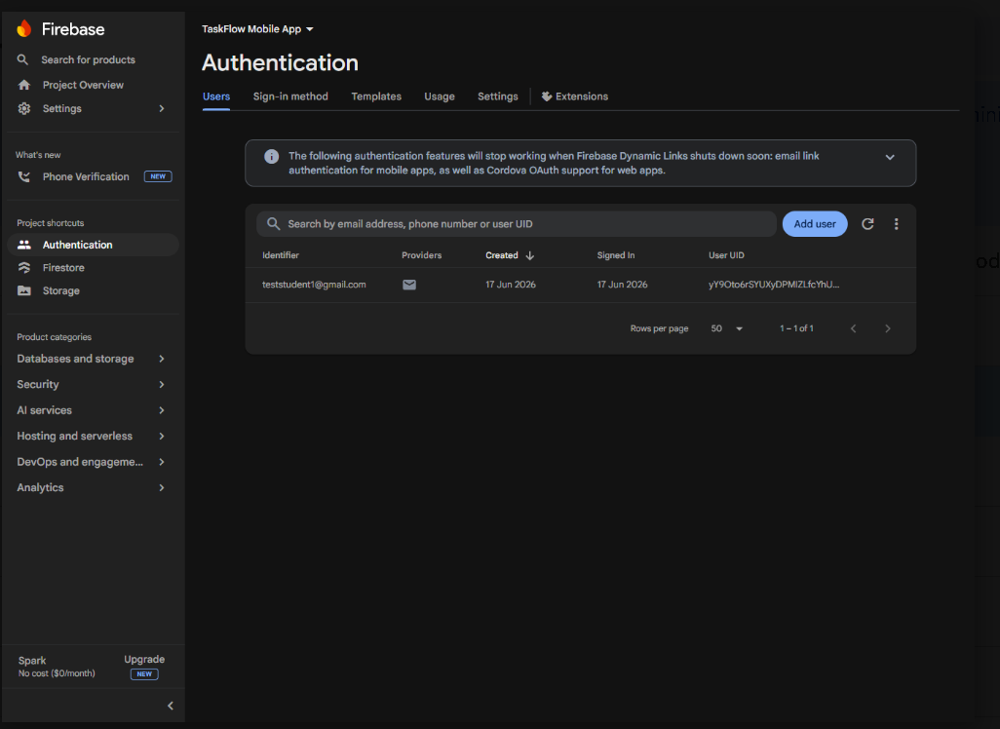 Firebase
Search for products
Project Overview
Settings
What's new
Phone Verification NEW
Project shortcuts
Authentication
Firestore
Storage
Product categories
Databases and storage
Security
AI services
Hosting and serverless
DevOps and engageme...
Analytics
Spark
No cost ($0/month)
Upgrade
NEW
TaskFlow Mobile App
Authentication
Users Sign-in method Templates Usage Settings Extensions
The following authentication features will stop working when Firebase Dynamic Links shuts down soon: email link
authentication for mobile apps, as well as Cordova OAuth support for web apps.
Search by email address, phone number or user UID
Add user
Identifier Providers Created Signed In User UID
teststudent1@gmail.com 17 Jun 2026 17 Jun 2026 yY9Oto6rSYUXyDPMIZLfcYhU...
Rows per page 50 1 – 1 of 1